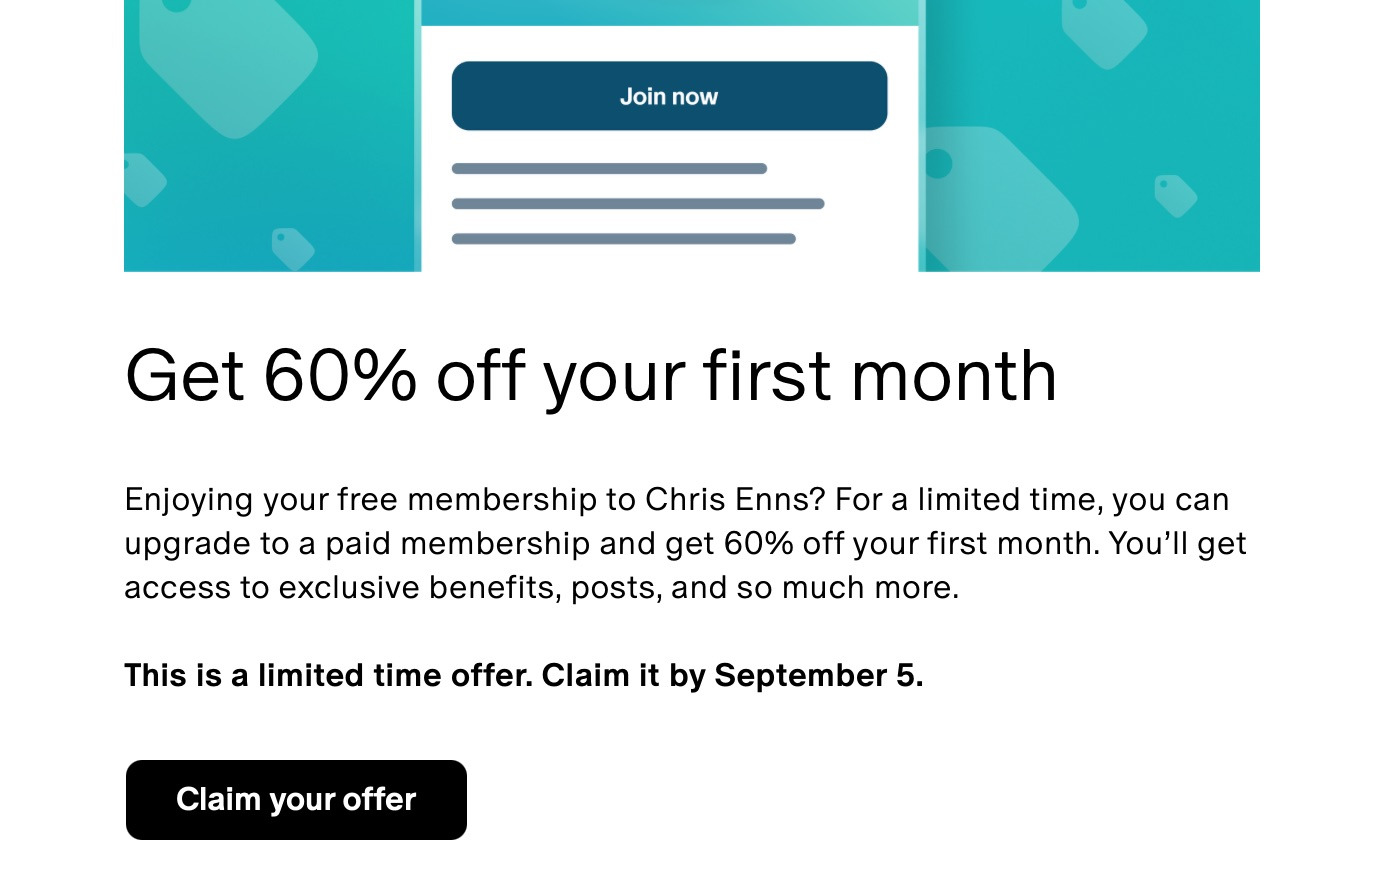 Join now
Get 60% off your first month
Enjoying your free membership to Chris Enns? For a limited time, you can
upgrade to a paid membership and get 60% off your first month. You’ll get
access to exclusive benefits, posts, and so much more.
This is a limited time offer. Claim it by September 5.
Claim your offer